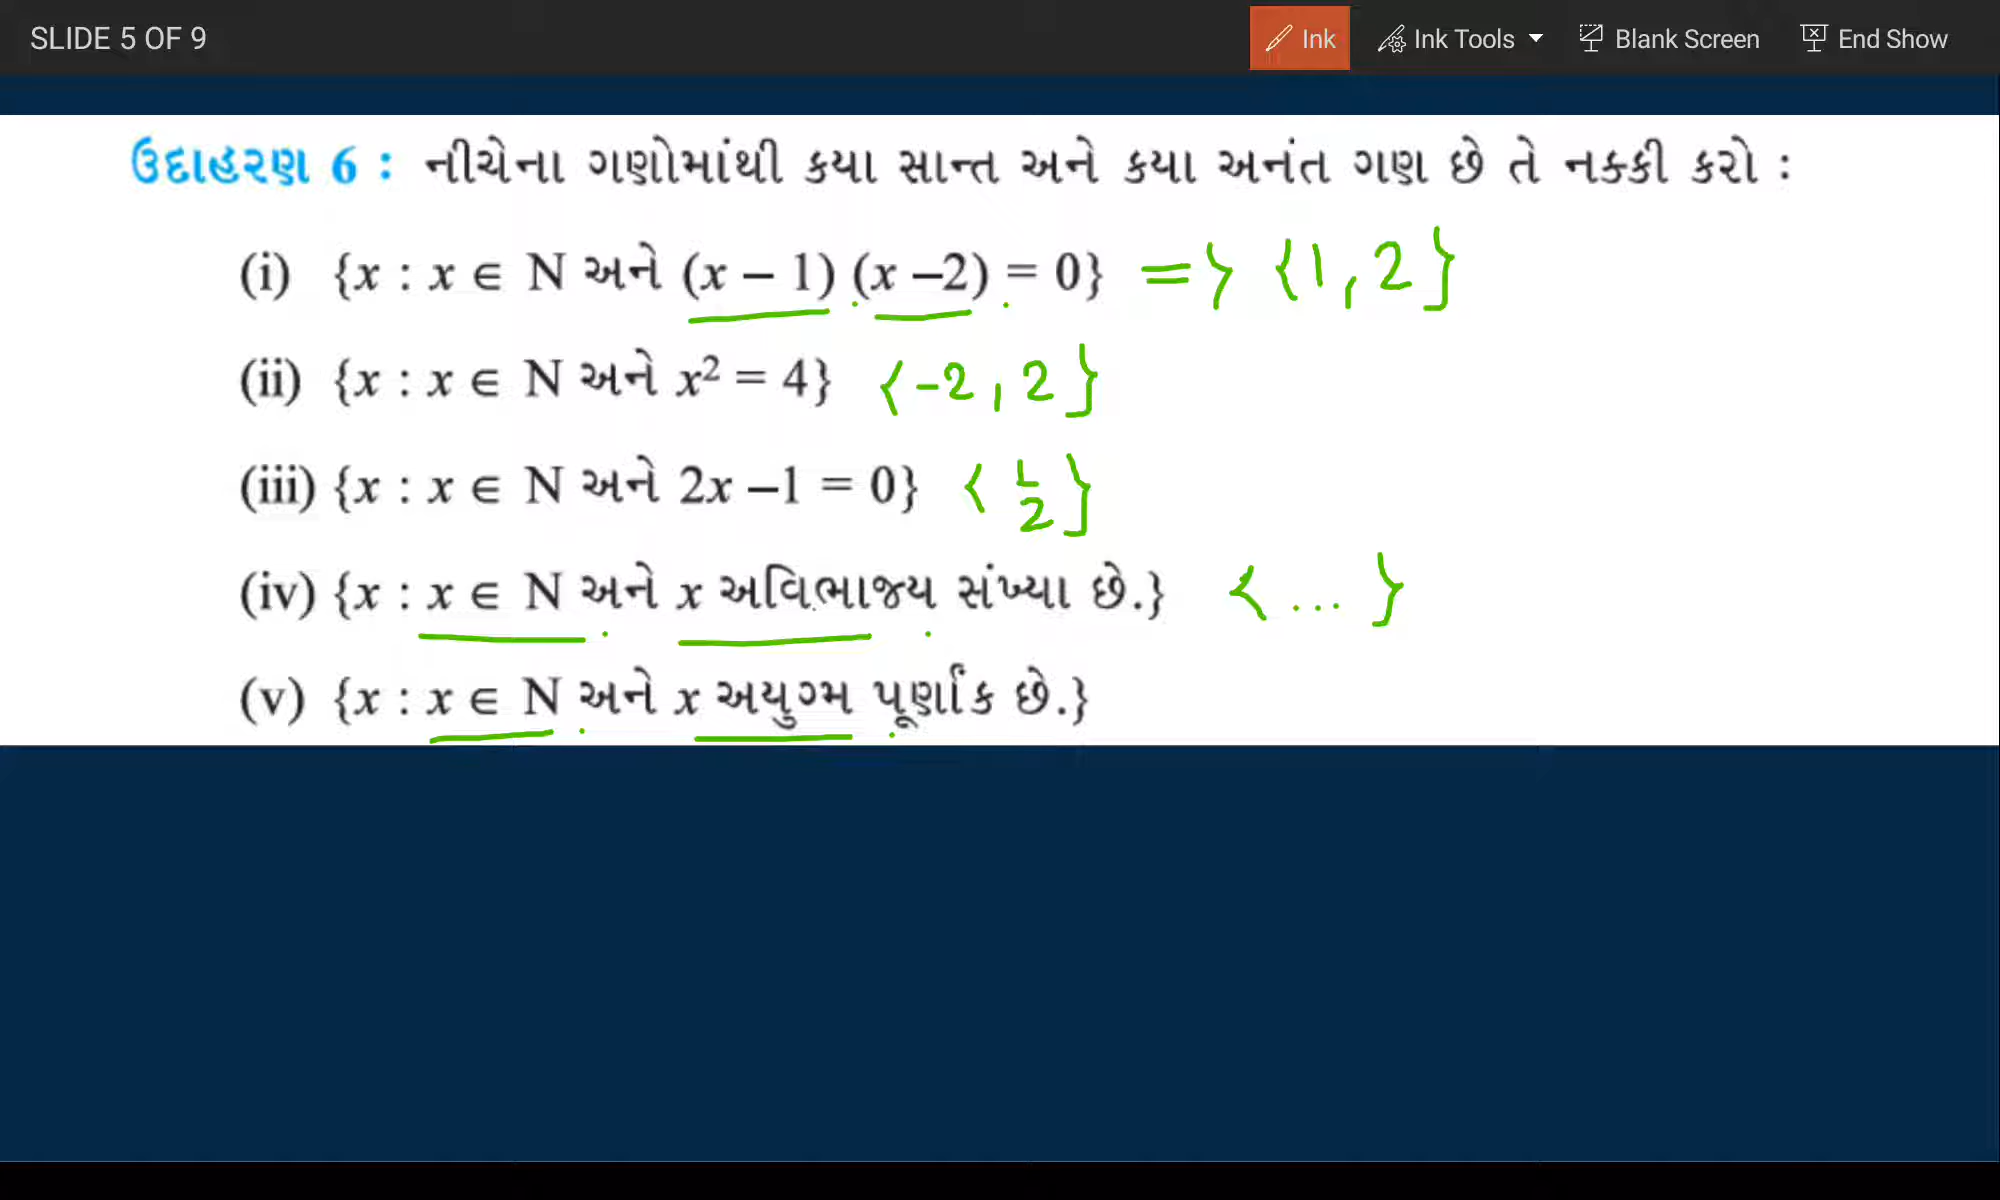 SLIDE 5 OF 9 Ink Ink Tools Blank Screen End Show
ઉદાહરણ 6 : નીચેના ગણોમાંથી કયા સાન્ત અને કયા અનંત ગણ છે તે નક્કી કરો :
(i) {x : x ∈ N અને (x – 1) (x –2) = 0} => {1, 2}
(ii) {x : x ∈ N અને x² = 4} {-2, 2}
(iii) {x : x ∈ N અને 2x –1 = 0} {1/2}
(iv) {x : x ∈ N અને x અવિભાજ્ય સંખ્યા છે.} {...}
(v) {x : x ∈ N અને x અયુગ્મ પૂર્ણાંક છે.}